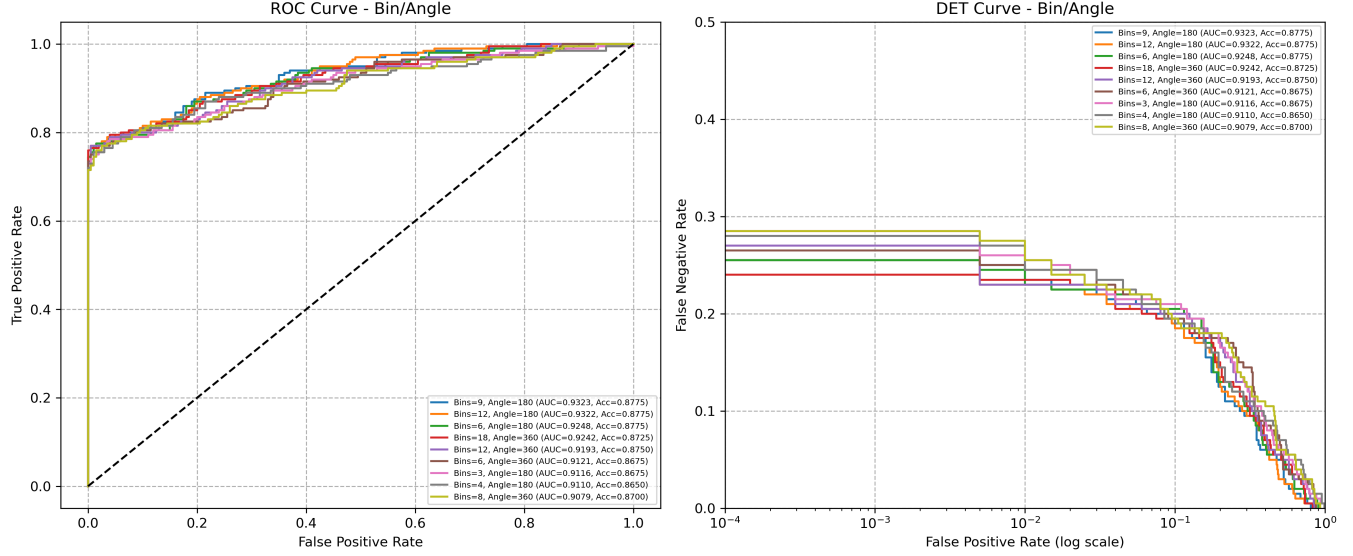 ROC Curve - Bin/Angle
True Positive Rate
1.0
0.8
0.6
0.4
0.2
0.0
Bins=9, Angle=180 (AUC=0.9323, Acc=0.8775)
Bins=12, Angle=180 (AUC=0.9322, Acc=0.8775)
Bins=6, Angle=180 (AUC=0.9248, Acc=0.8775)
Bins=18, Angle=360 (AUC=0.9242, Acc=0.8725)
Bins=12, Angle=360 (AUC=0.9193, Acc=0.8750)
Bins=6, Angle=360 (AUC=0.9121, Acc=0.8675)
Bins=3, Angle=180 (AUC=0.9116, Acc=0.8675)
Bins=4, Angle=180 (AUC=0.9110, Acc=0.8650)
Bins=8, Angle=360 (AUC=0.9079, Acc=0.8700)
0.0 0.2 0.4 0.6 0.8 1.0
False Positive Rate
DET Curve - Bin/Angle
False Negative Rate
0.5
0.4
0.3
0.2
0.1
0.0
Bins=9, Angle=180 (AUC=0.9323, Acc=0.8775)
Bins=12, Angle=180 (AUC=0.9322, Acc=0.8775)
Bins=6, Angle=180 (AUC=0.9248, Acc=0.8775)
Bins=18, Angle=360 (AUC=0.9242, Acc=0.8725)
Bins=12, Angle=360 (AUC=0.9193, Acc=0.8750)
Bins=6, Angle=360 (AUC=0.9121, Acc=0.8675)
Bins=3, Angle=180 (AUC=0.9116, Acc=0.8675)
Bins=4, Angle=180 (AUC=0.9110, Acc=0.8650)
Bins=8, Angle=360 (AUC=0.9079, Acc=0.8700)
10⁻⁴ 10⁻³ 10⁻² 10⁻¹ 10⁰
False Positive Rate (log scale)